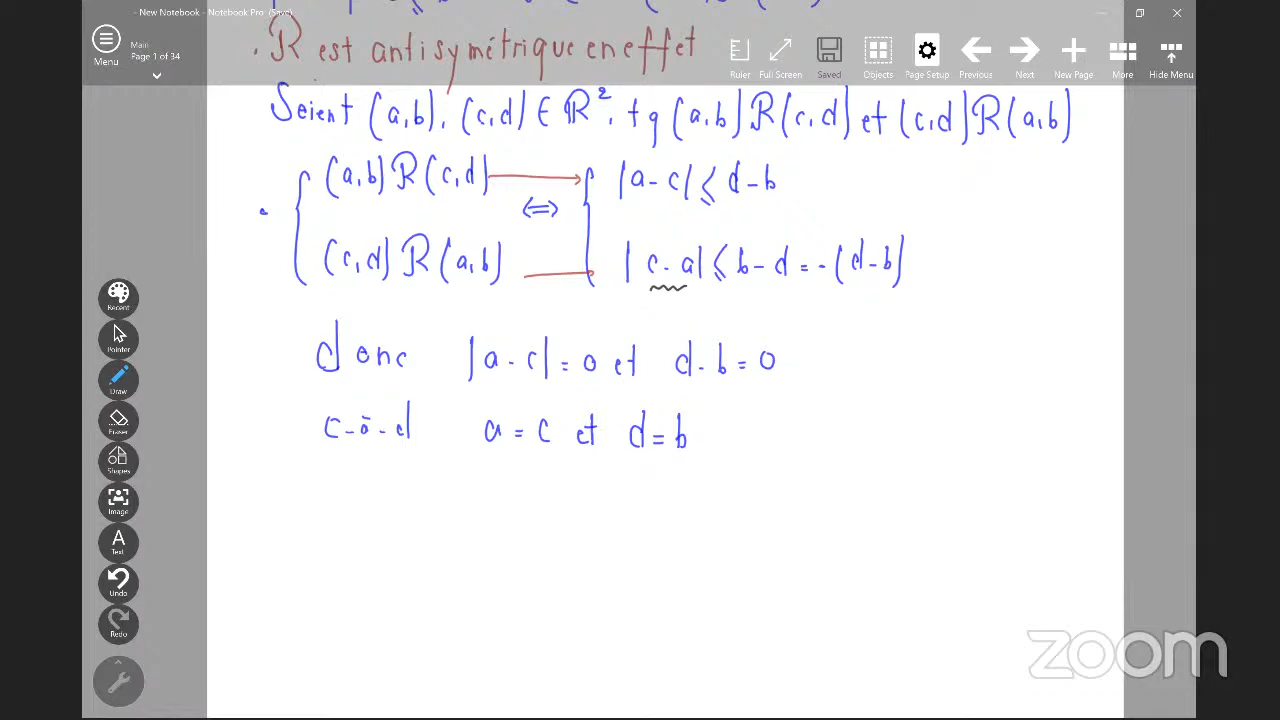 - New Notebook - Notebook Pro (Save)
Menu
Main
Page 1 of 34
Ruler
Full Screen
Saved
Objects
Page Setup
Previous
Next
New Page
More
Hide Menu
. R est antisymétrique en effet
Soient (a,b), (c,d) ∈ ℝ², tq (a,b) R (c,d) et (c,d) R (a,b)
. { (a,b) R (c,d) ⟺ { |a-c| ≤ d-b
(c,d) R (a,b) |c-a| ≤ b-d = -(d-b)
donc |a-c| = 0 et d-b = 0
c-à-d a = c et d = b
Recent
Pointer
Draw
Eraser
Shapes
Image
A
Text
Undo
Redo
zoom